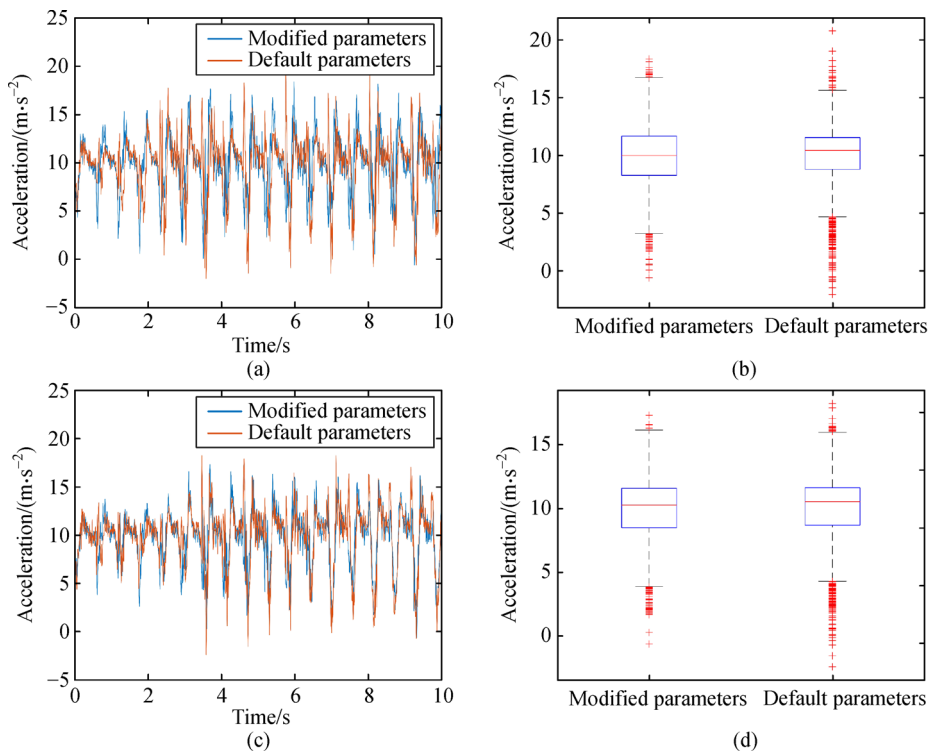 25
20
15
10
5
0
−5
Acceleration/(m·s−2)
Modified parameters
Default parameters
0 2 4 6 8 10
Time/s
(a)
20
15
10
5
0
Acceleration/(m·s−2)
Modified parameters Default parameters
(b)
25
20
15
10
5
0
−5
Acceleration/(m·s−2)
Modified parameters
Default parameters
0 2 4 6 8 10
Time/s
(c)
15
10
5
0
Acceleration/(m·s−2)
Modified parameters Default parameters
(d)